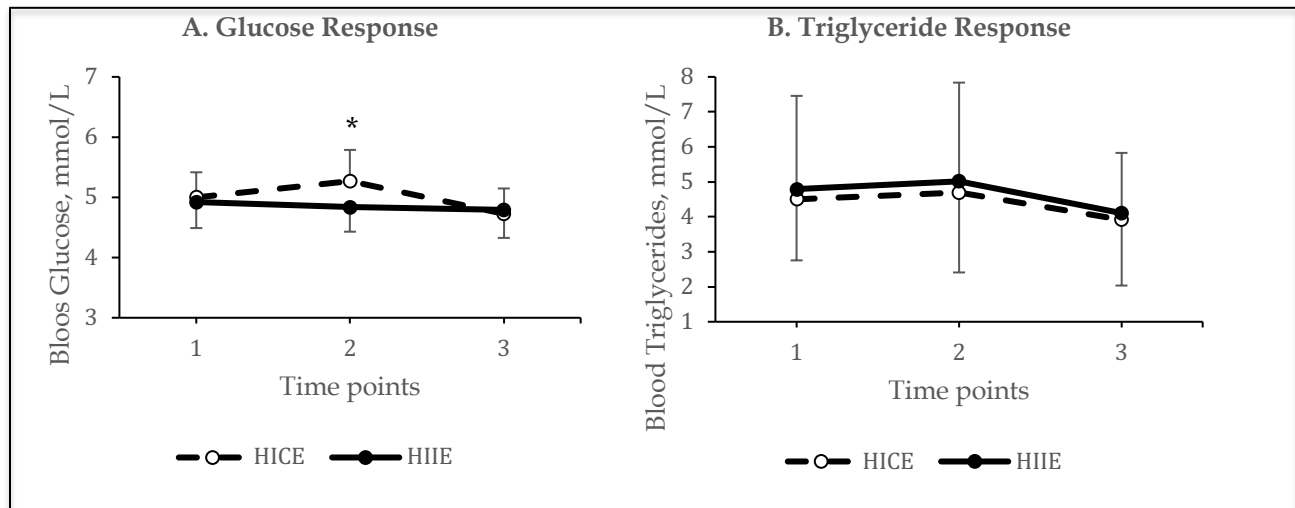 A. Glucose Response
Bloos Glucose, mmol/L
7
6
5
4
3
*
1 2 3
Time points
HICE HIIE
B. Triglyceride Response
Blood Triglycerides, mmol/L
8
7
6
5
4
3
2
1
1 2 3
Time points
HICE HIIE